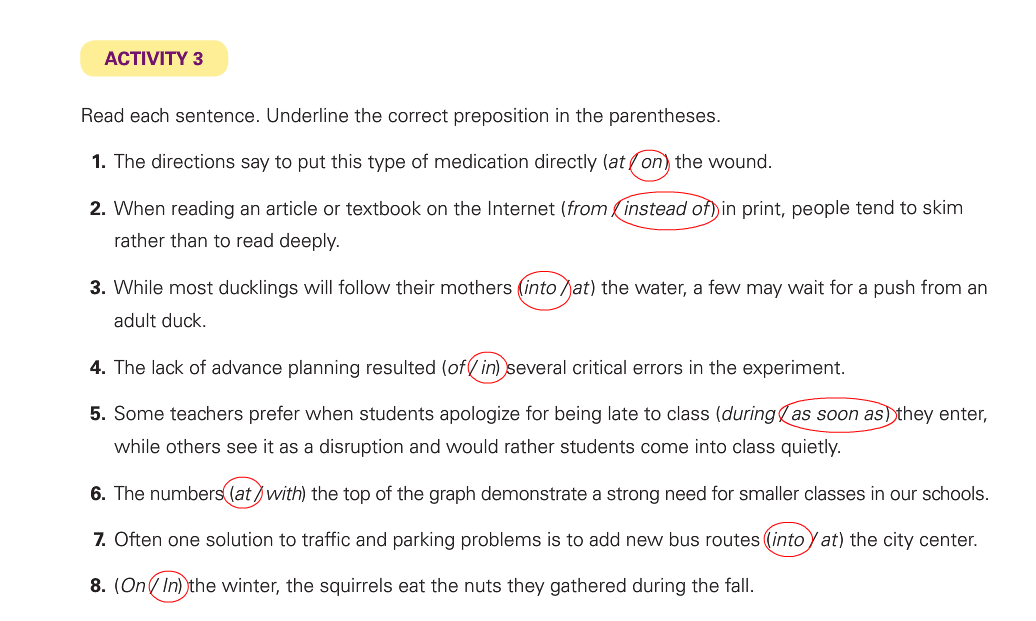 ACTIVITY 3
Read each sentence. Underline the correct preposition in the parentheses.
1. The directions say to put this type of medication directly (at / on) the wound.
2. When reading an article or textbook on the Internet (from / instead of) in print, people tend to skim
rather than to read deeply.
3. While most ducklings will follow their mothers (into / at) the water, a few may wait for a push from an
adult duck.
4. The lack of advance planning resulted (of / in) several critical errors in the experiment.
5. Some teachers prefer when students apologize for being late to class (during / as soon as) they enter,
while others see it as a disruption and would rather students come into class quietly.
6. The numbers (at / with) the top of the graph demonstrate a strong need for smaller classes in our schools.
7. Often one solution to traffic and parking problems is to add new bus routes (into / at) the city center.
8. (On / In) the winter, the squirrels eat the nuts they gathered during the fall.